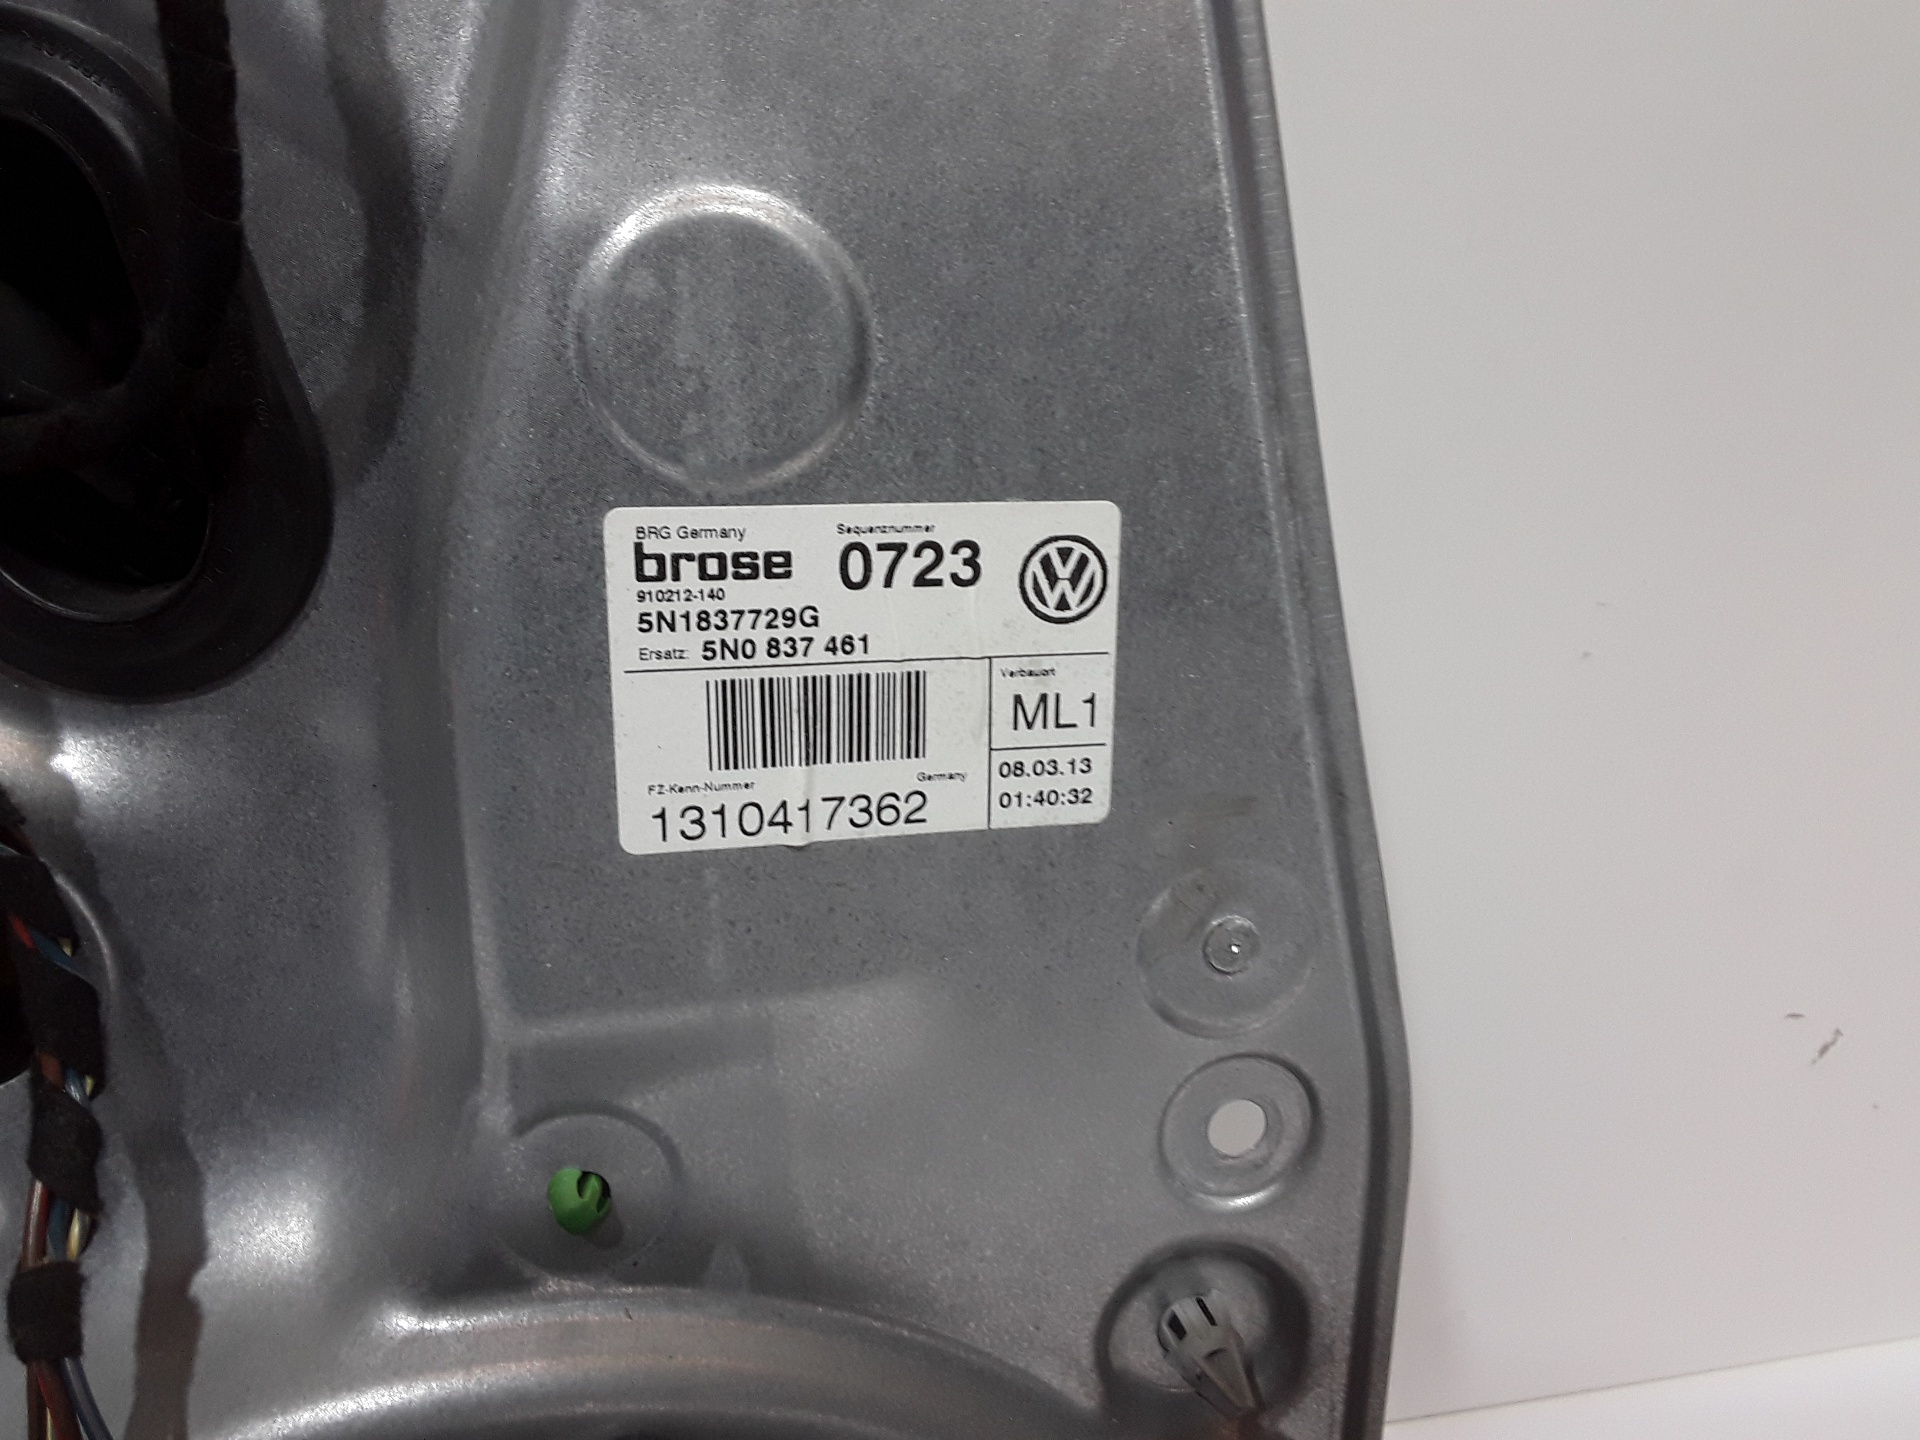 BRG Germany
brose
910212-140
Sequenznummer
0723
5N1837729G
Ersatz: 5N0 837 461
Verbauort
ML1
FZ-Kenn-Nummer
Germany
1310417362
08.03.13
01:40:32